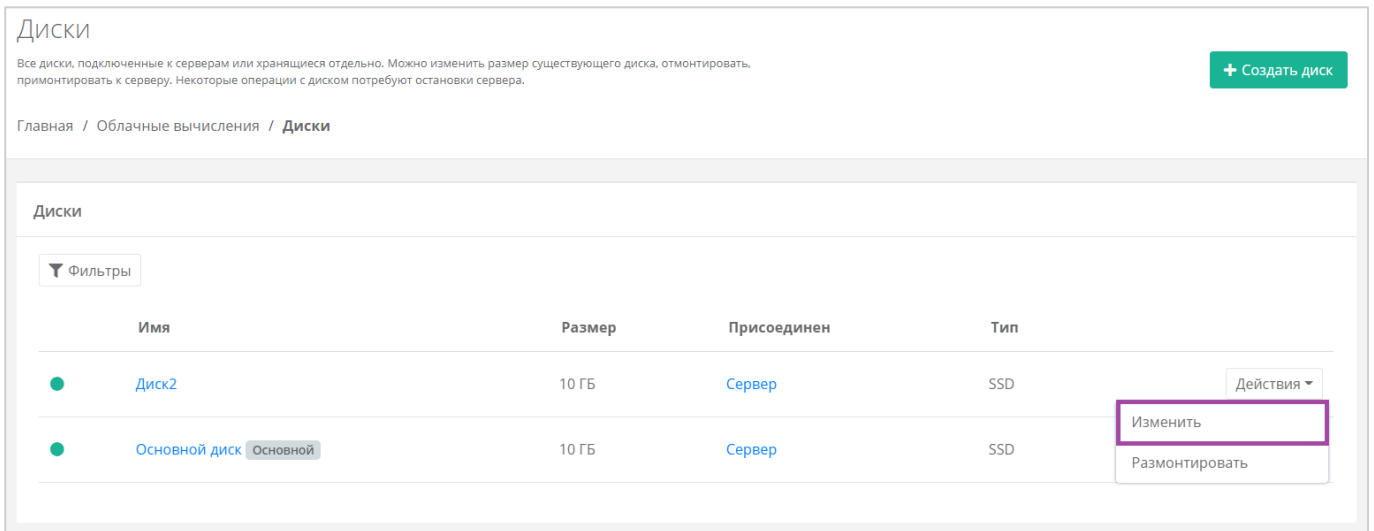 Диски
Все диски, подключенные к серверам или хранящиеся отдельно. Можно изменить размер существующего диска, отмонтировать,
примонтировать к серверу. Некоторые операции с диском потребуют остановки сервера.
+ Создать диск
Главная / Облачные вычисления / Диски
Диски
Фильтры
Имя Размер Присоединен Тип
Диск2 10 ГБ Сервер SSD Действия
Изменить
Основной диск Основной 10 ГБ Сервер SSD
Размонтировать